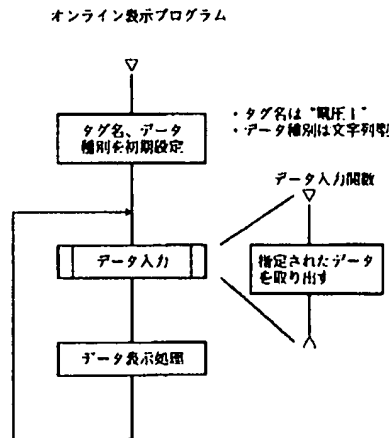 オンライン表示プログラム
タグ名、データ
種別を初期設定
・タグ名は"風圧1"
・データ種別は文字列型
データ入力関数
データ入力
指定されたデータ
を取り出す
データ表示処理